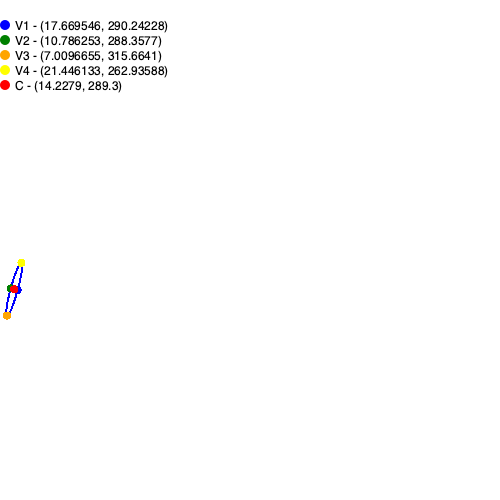 V1 - (17.669546, 290.24228)
V2 - (10.786253, 288.3577)
V3 - (7.0096655, 315.6641)
V4 - (21.446133, 262.93588)
C - (14.2279, 289.3)